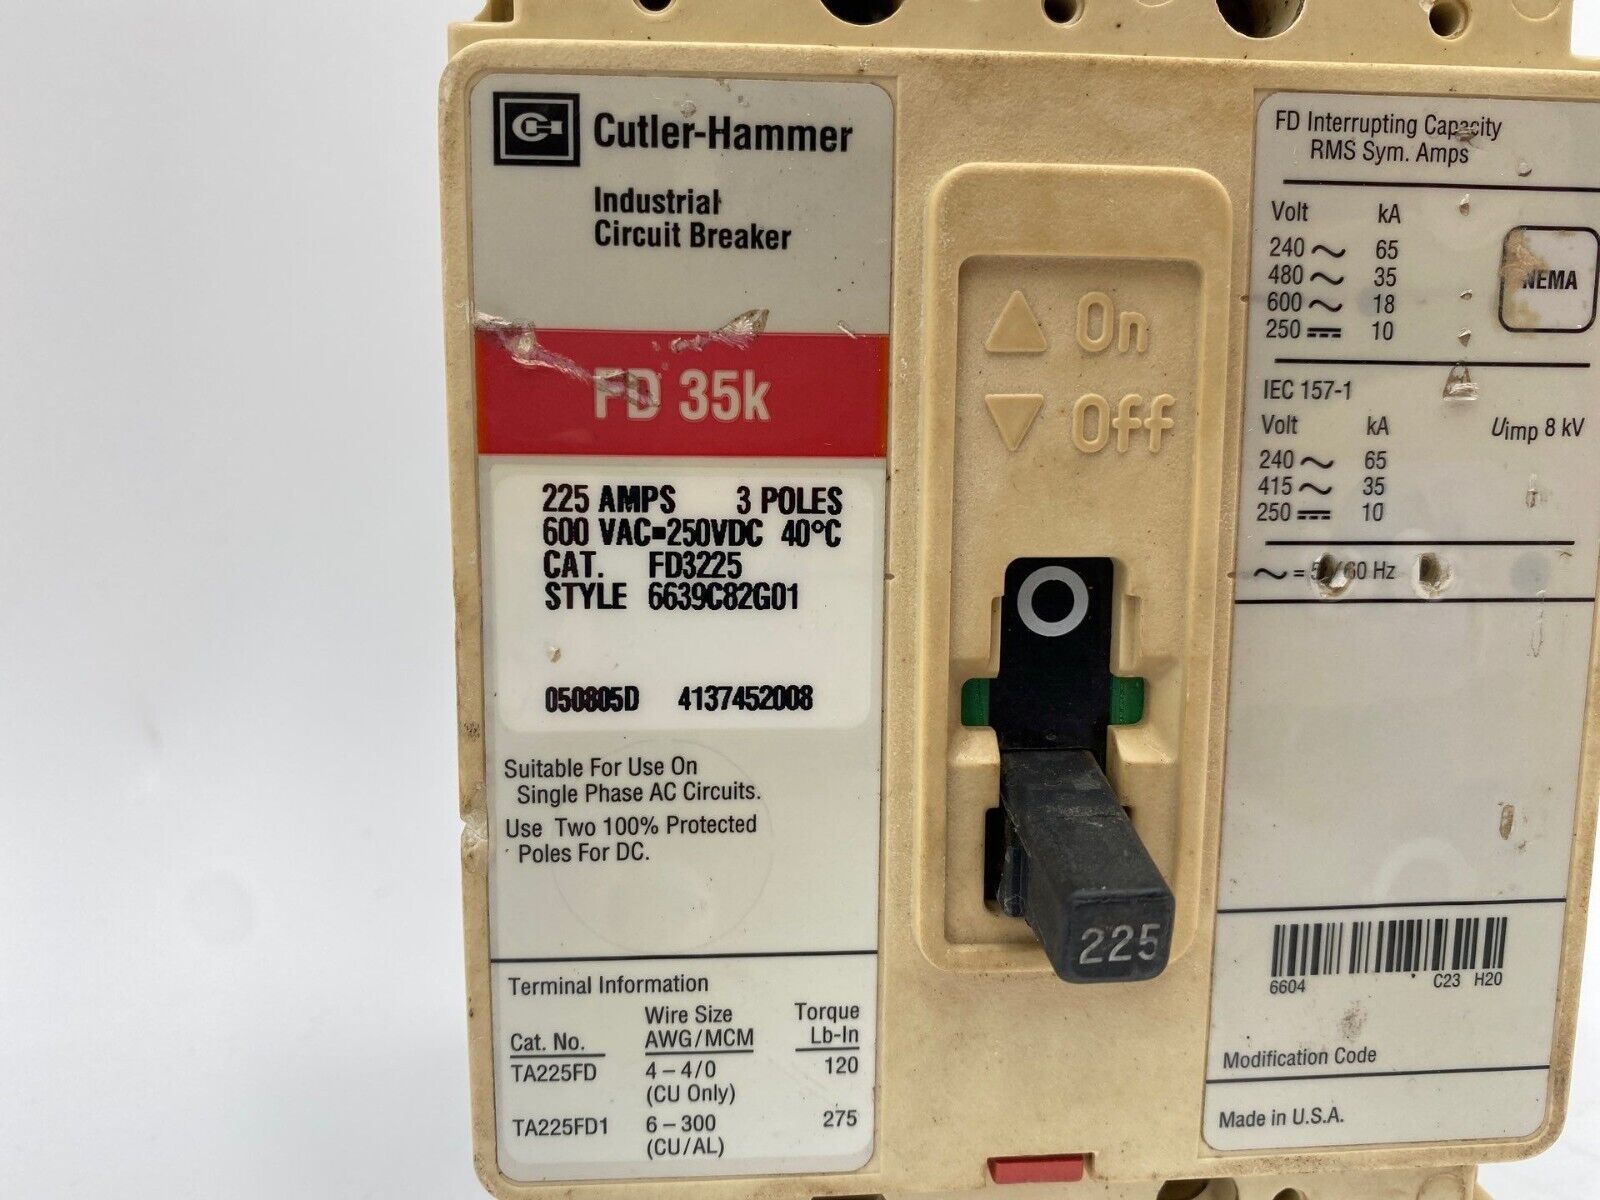 Cutler-Hammer
Industrial
Circuit Breaker
FD 35k
225 AMPS 3 POLES
600 VAC=250VDC 40°C
CAT. FD3225
STYLE 6639C82G01
050805D 4137452008
Suitable For Use On
Single Phase AC Circuits.
Use Two 100% Protected
Poles For DC.
Terminal Information
Cat. No. Wire Size AWG/MCM Torque Lb-In
TA225FD 4 – 4/0 120
(CU Only)
TA225FD1 6 – 300 275
(CU/AL)
On
Off
225
FD Interrupting Capacity
RMS Sym. Amps
Volt kA
240 ~ 65
480 ~ 35
600 ~ 18
250 ⎓ 10
NEMA
IEC 157-1
Volt kA Uimp 8 kV
240 ~ 65
415 ~ 35
250 ⎓ 10
~ = 50/60 Hz
6604 C23 H20
Modification Code
Made in U.S.A.